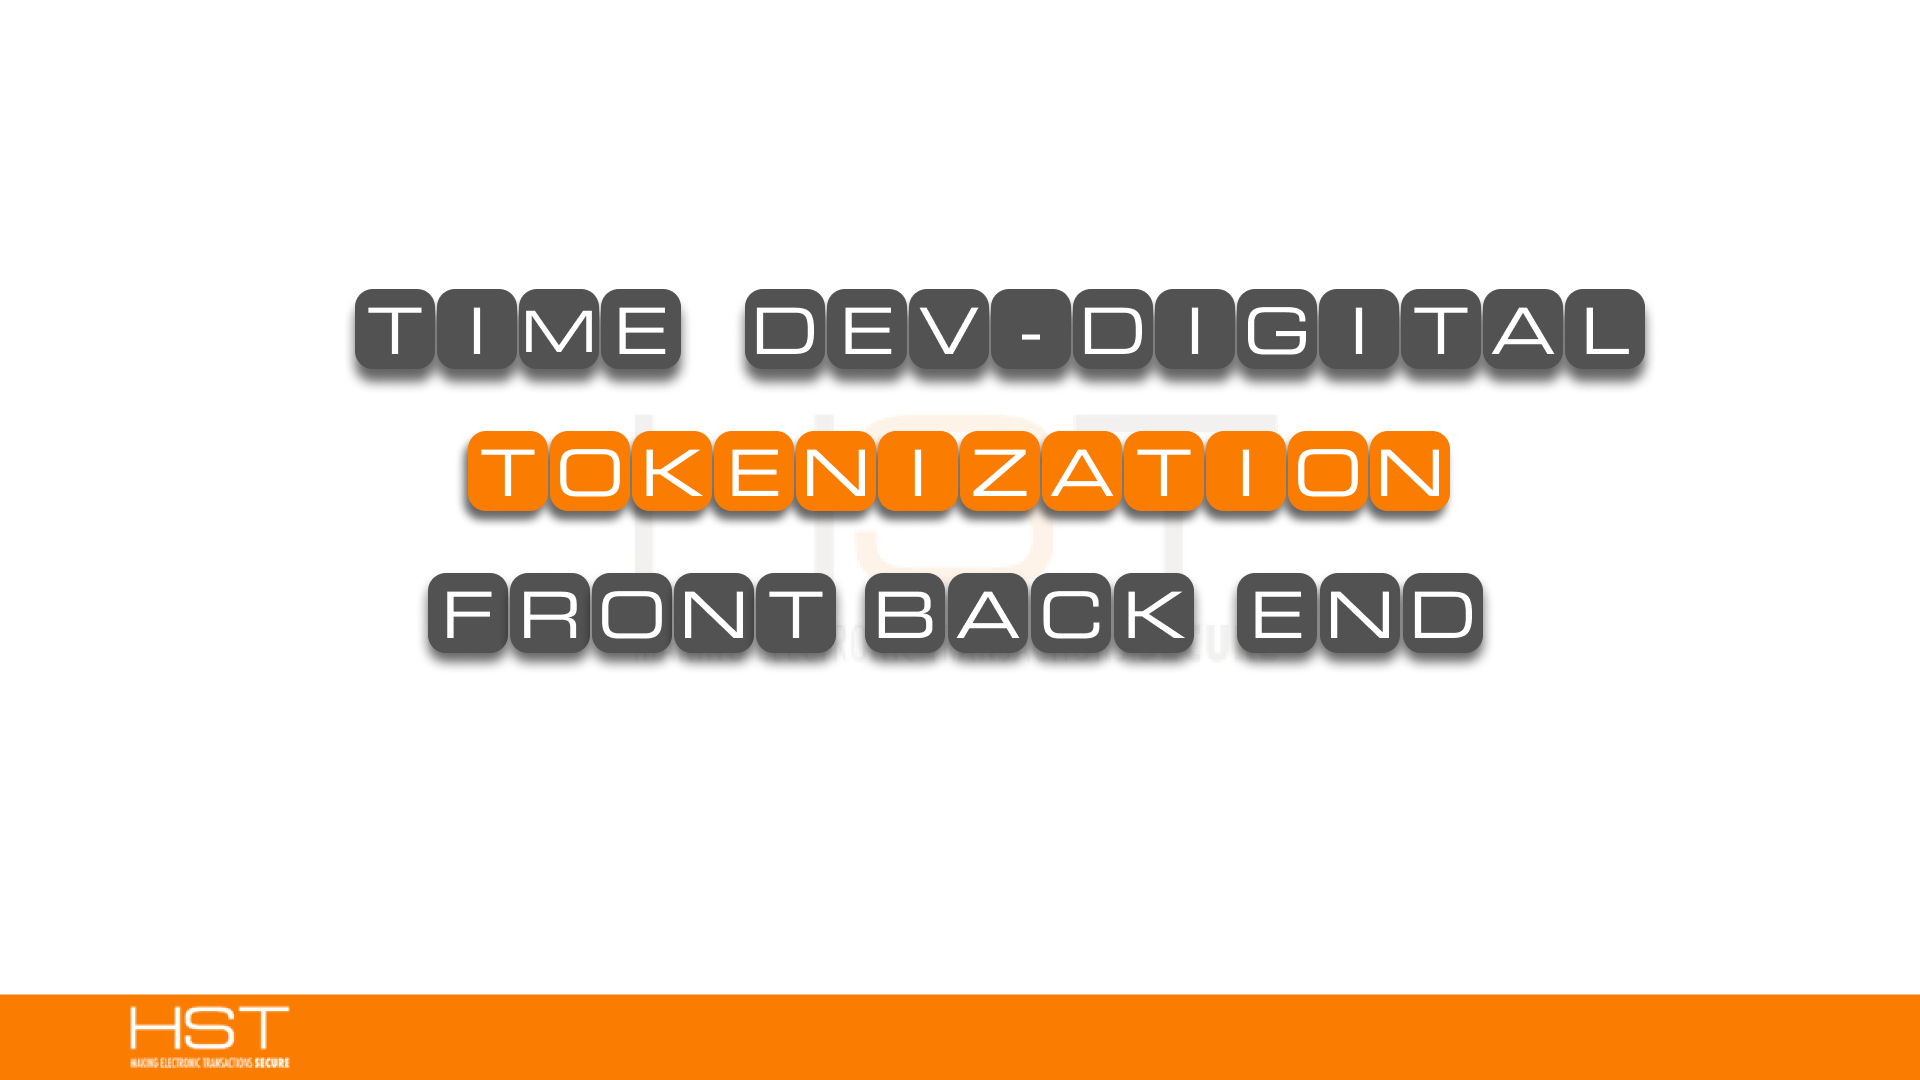 TIME DEV-DIGITAL
TOKENIZATION
FRONT BACK END
HST
MAKING ELECTRONIC TRANSACTIONS SECURE